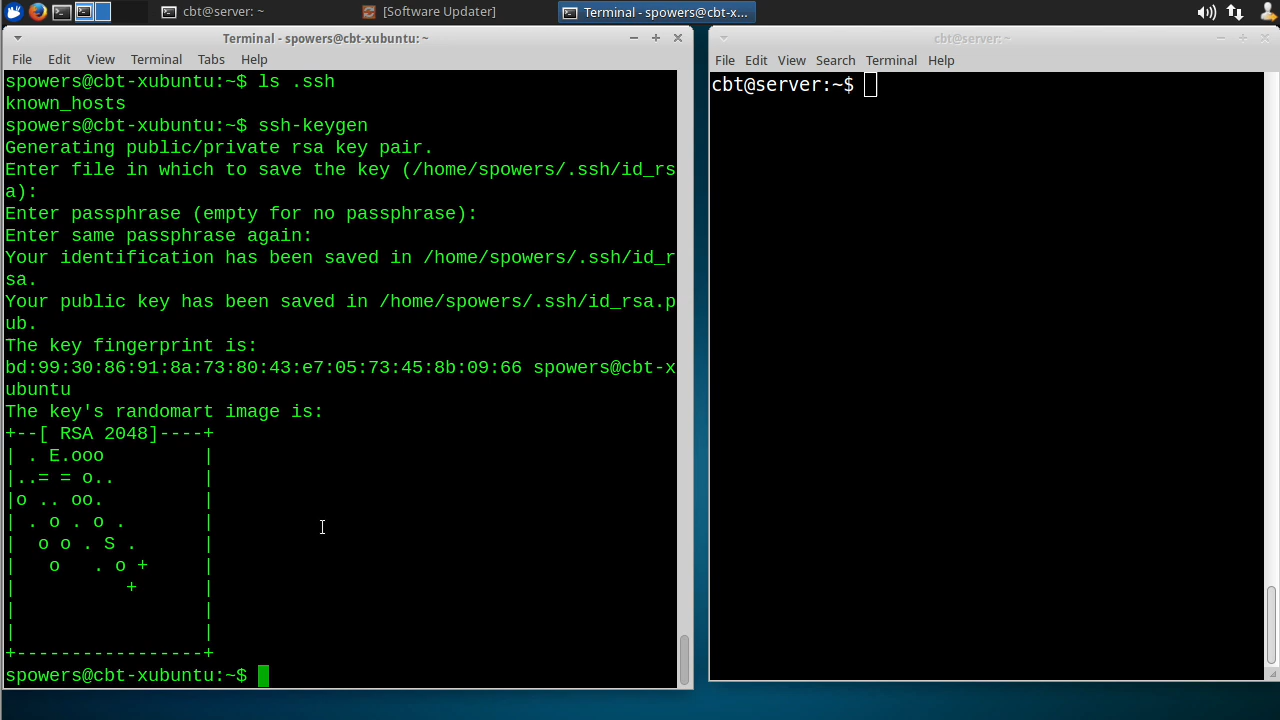 cbt@server: ~
[Software Updater]
Terminal - spowers@cbt-x...
Terminal - spowers@cbt-xubuntu: ~
File Edit View Terminal Tabs Help
spowers@cbt-xubuntu:~$ ls .ssh
known_hosts
spowers@cbt-xubuntu:~$ ssh-keygen
Generating public/private rsa key pair.
Enter file in which to save the key (/home/spowers/.ssh/id_rs
a):
Enter passphrase (empty for no passphrase):
Enter same passphrase again:
Your identification has been saved in /home/spowers/.ssh/id_r
sa.
Your public key has been saved in /home/spowers/.ssh/id_rsa.p
ub.
The key fingerprint is:
bd:99:30:86:91:8a:73:80:43:e7:05:73:45:8b:09:66 spowers@cbt-x
ubuntu
The key's randomart image is:
+--[ RSA 2048]----+
| . E.ooo         |
|..= = o..        |
|o .. oo.         |
| . o . o .       |
|  o o . S .      |
|   o   . o +     |
|          +      |
|                 |
|                 |
+-----------------+
spowers@cbt-xubuntu:~$
cbt@server: ~
File Edit View Search Terminal Help
cbt@server:~$